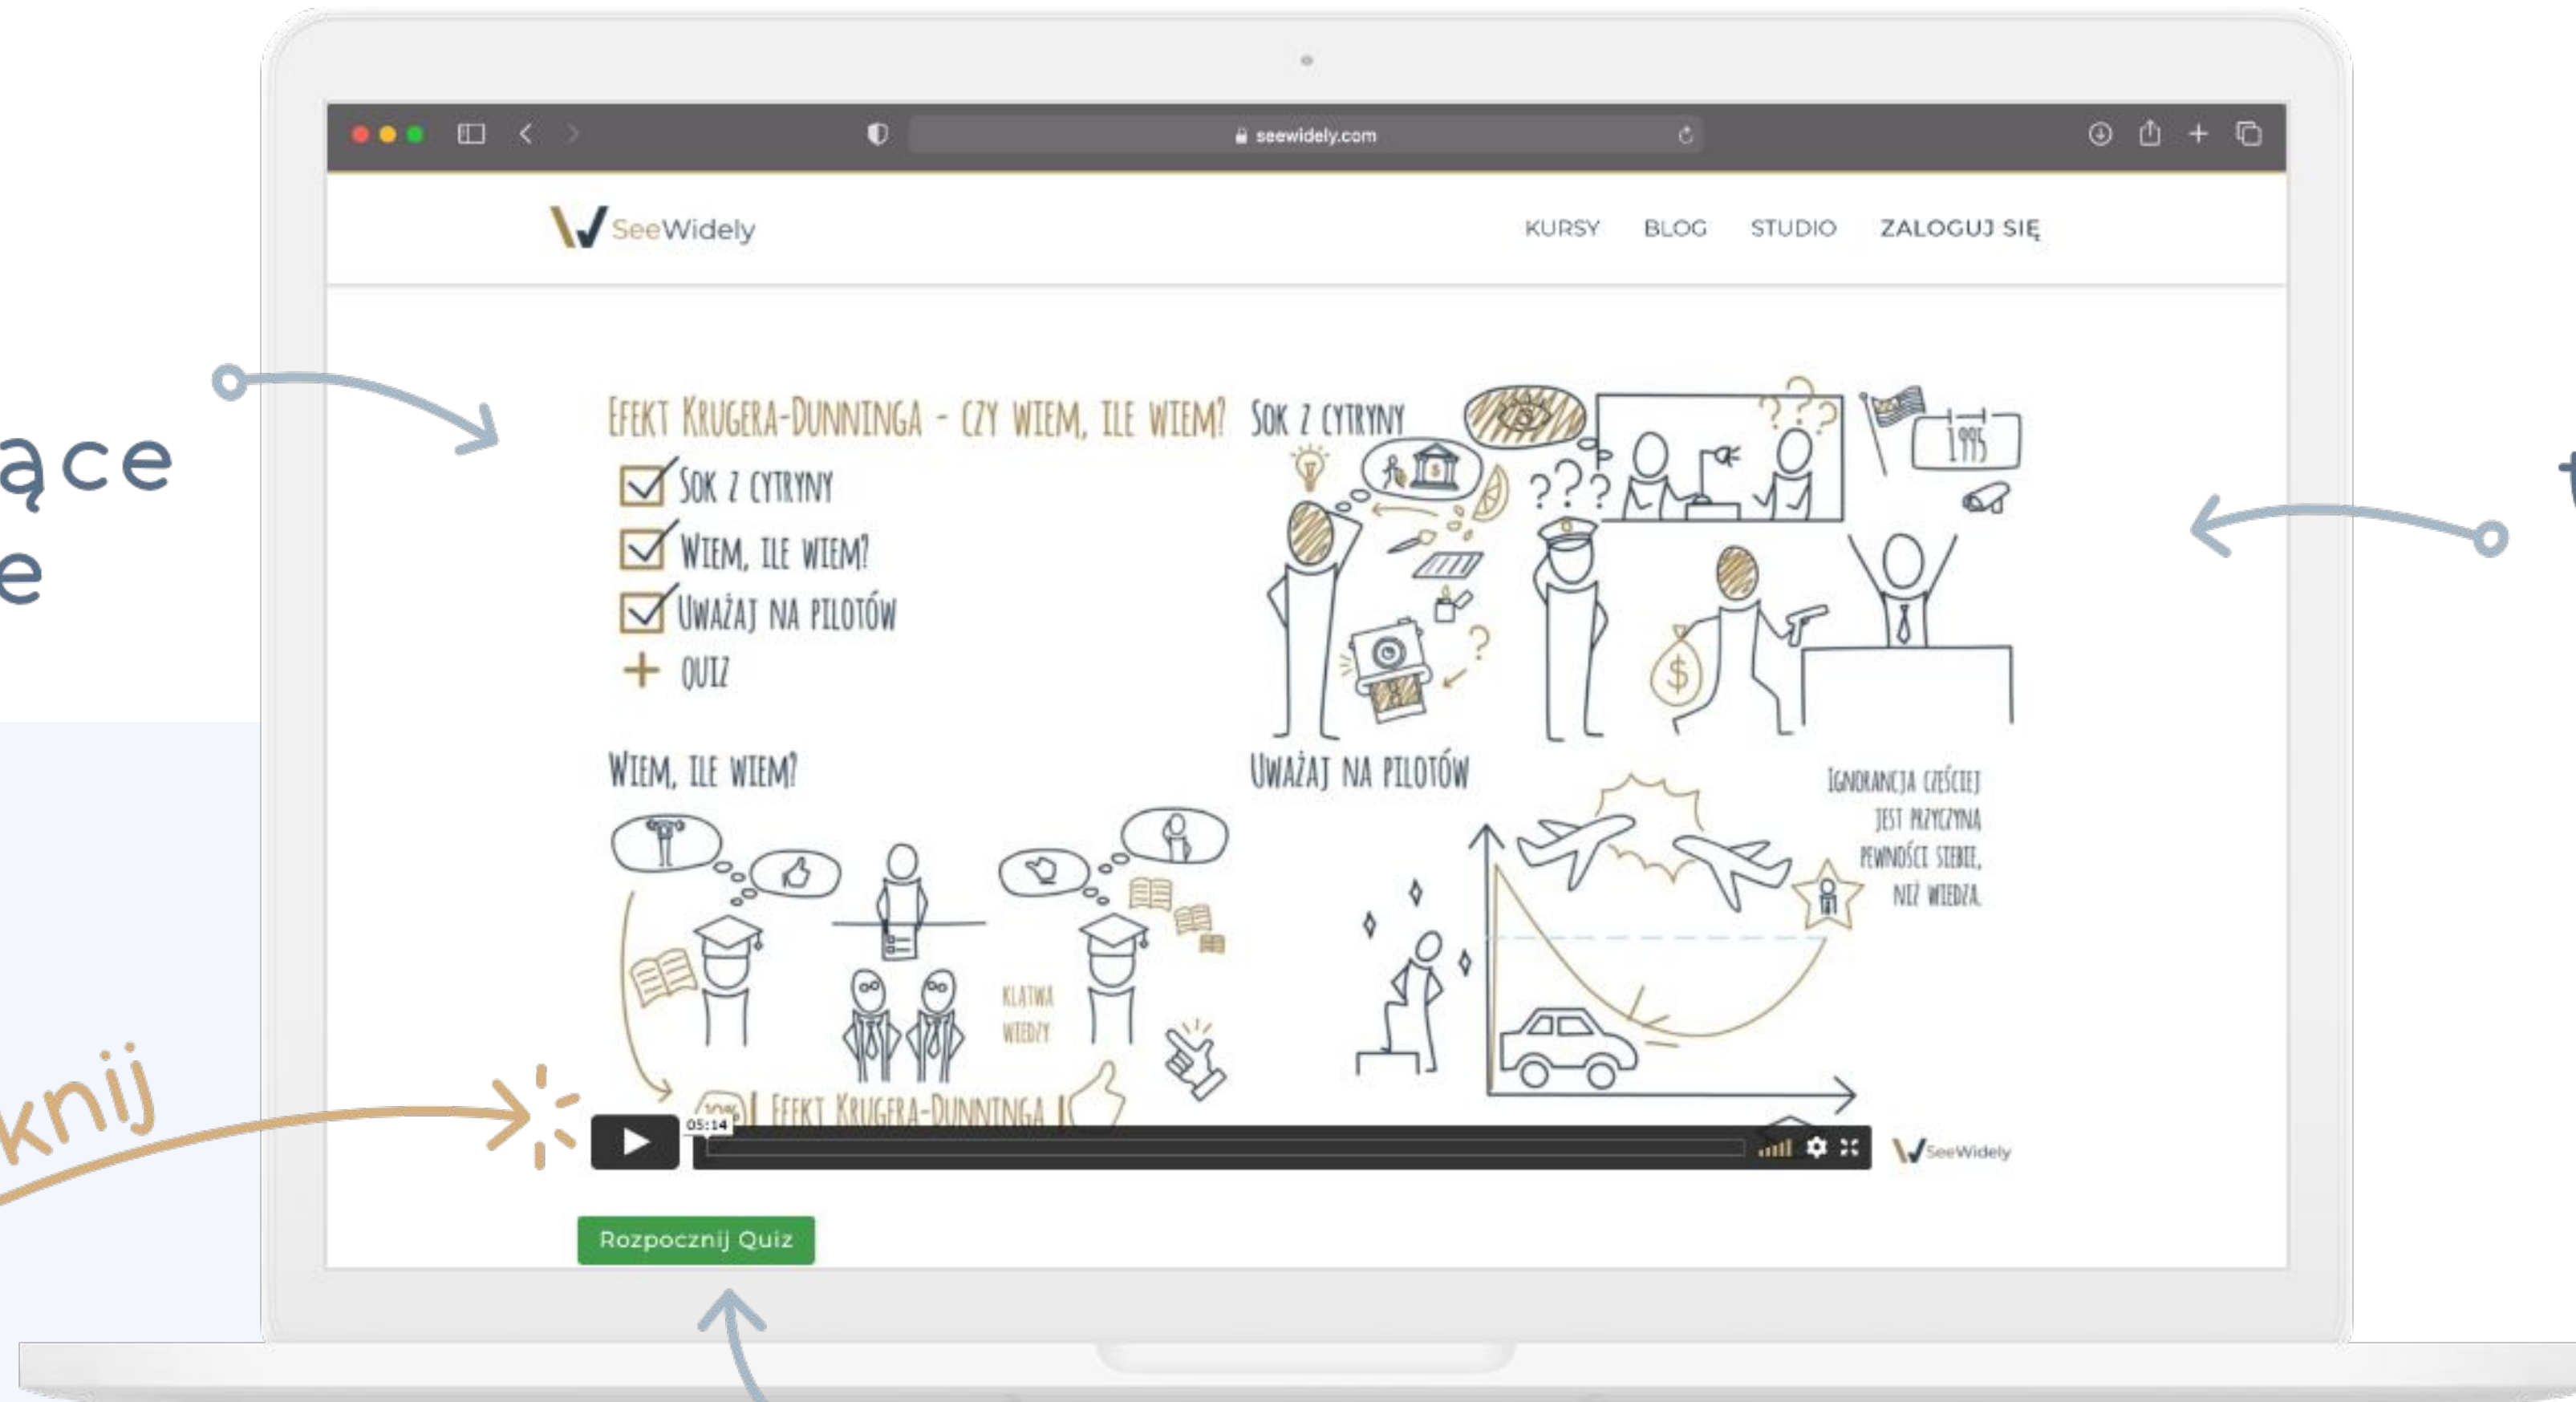 seewidely.com
SeeWidely
KURSY BLOG STUDIO ZALOGUJ SIĘ
EFEKT KRUGERA-DUNNINGA - CZY WIEM, ILE WIEM?
SOK Z CYTRYNY
WIEM, ILE WIEM?
UWAŻAJ NA PILOTÓW
+ QUIZ
SOK Z CYTRYNY
???
???
1995
$
?
$
WIEM, ILE WIEM?
KLĄTWA
WIEDZY
EFEKT KRUGERA-DUNNINGA
UWAŻAJ NA PILOTÓW
IGNORANCJA CZEŚCIEJ
JEST PRZYCZYNĄ
PEWNOŚCI SIEBIE,
NIŻ WIEDZA.
05:14
SeeWidely
Rozpocznij Quiz
ące
e
knij
t